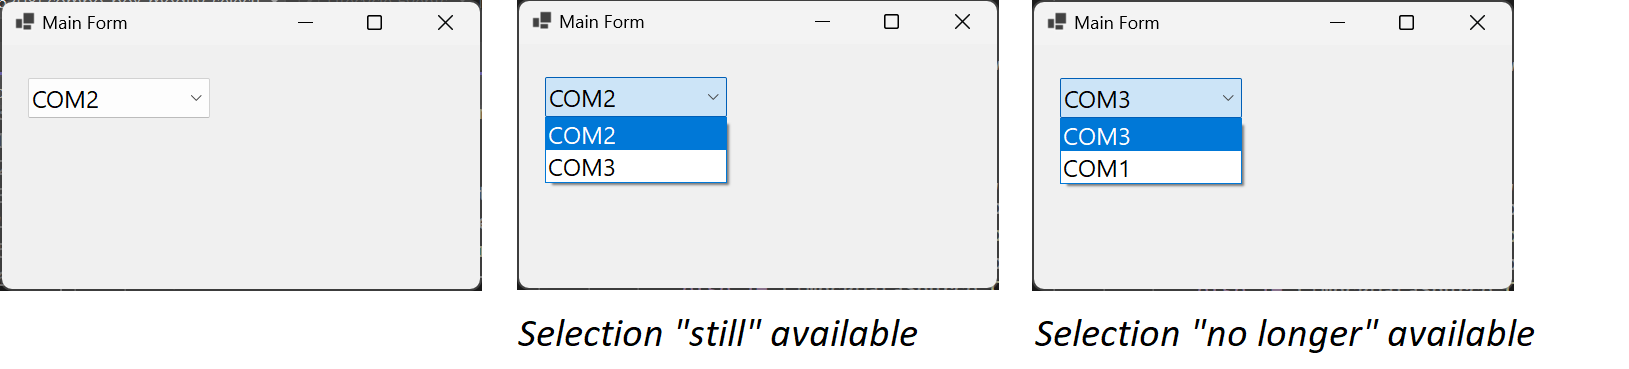 Main Form
COM2
Main Form
COM2
COM2
COM3
Selection "still" available
Main Form
COM3
COM3
COM1
Selection "no longer" available